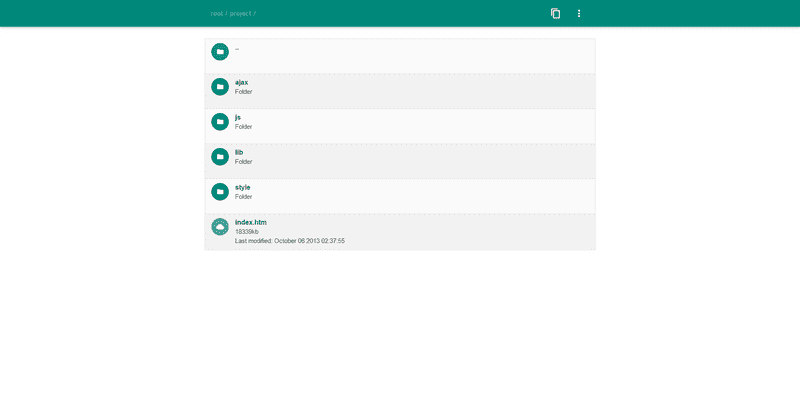 root / project /
..
ajax
Folder
js
Folder
lib
Folder
style
Folder
index.htm
18339kb
Last modified: October 06 2013 02:37:55